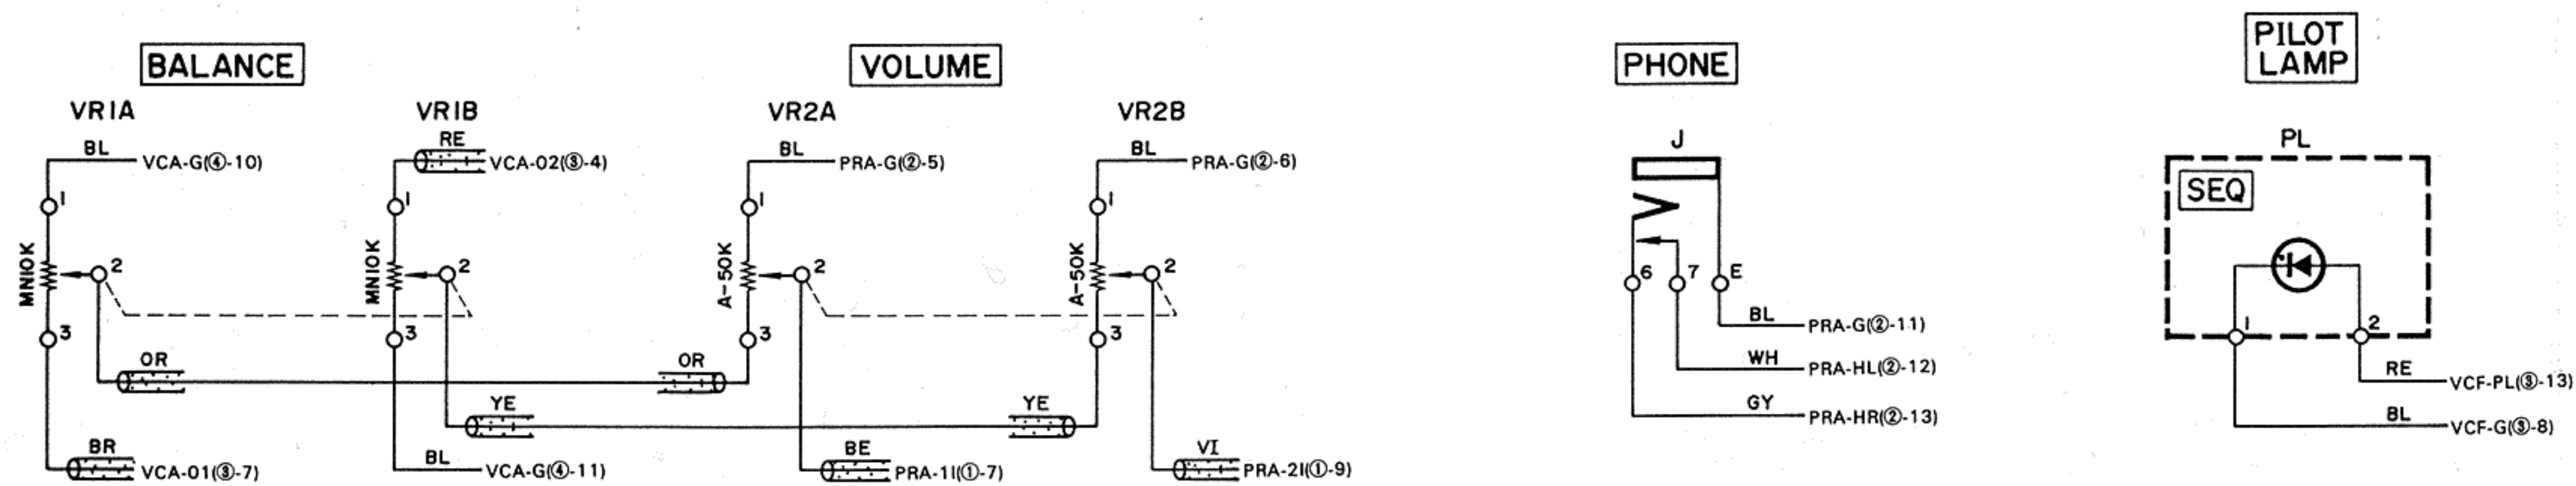 BALANCE
VR1A
BL
VCA-G(④-10)
1
MN10K
2
3
OR
BR
VCA-01(③-7)
VR1B
RE
VCA-02(③-4)
1
MN10K
2
3
YE
BL
VCA-G(④-11)
VOLUME
VR2A
BL
PRA-G(②-5)
1
A-50K
2
3
OR
BE
PRA-1I(①-7)
VR2B
BL
PRA-G(②-6)
1
A-50K
2
3
YE
VI
PRA-2I(①-9)
PHONE
J
6
7
E
BL
PRA-G(②-11)
WH
PRA-HL(②-12)
GY
PRA-HR(②-13)
PILOT
LAMP
PL
SEQ
1
2
RE
VCF-PL(③-13)
BL
VCF-G(③-8)